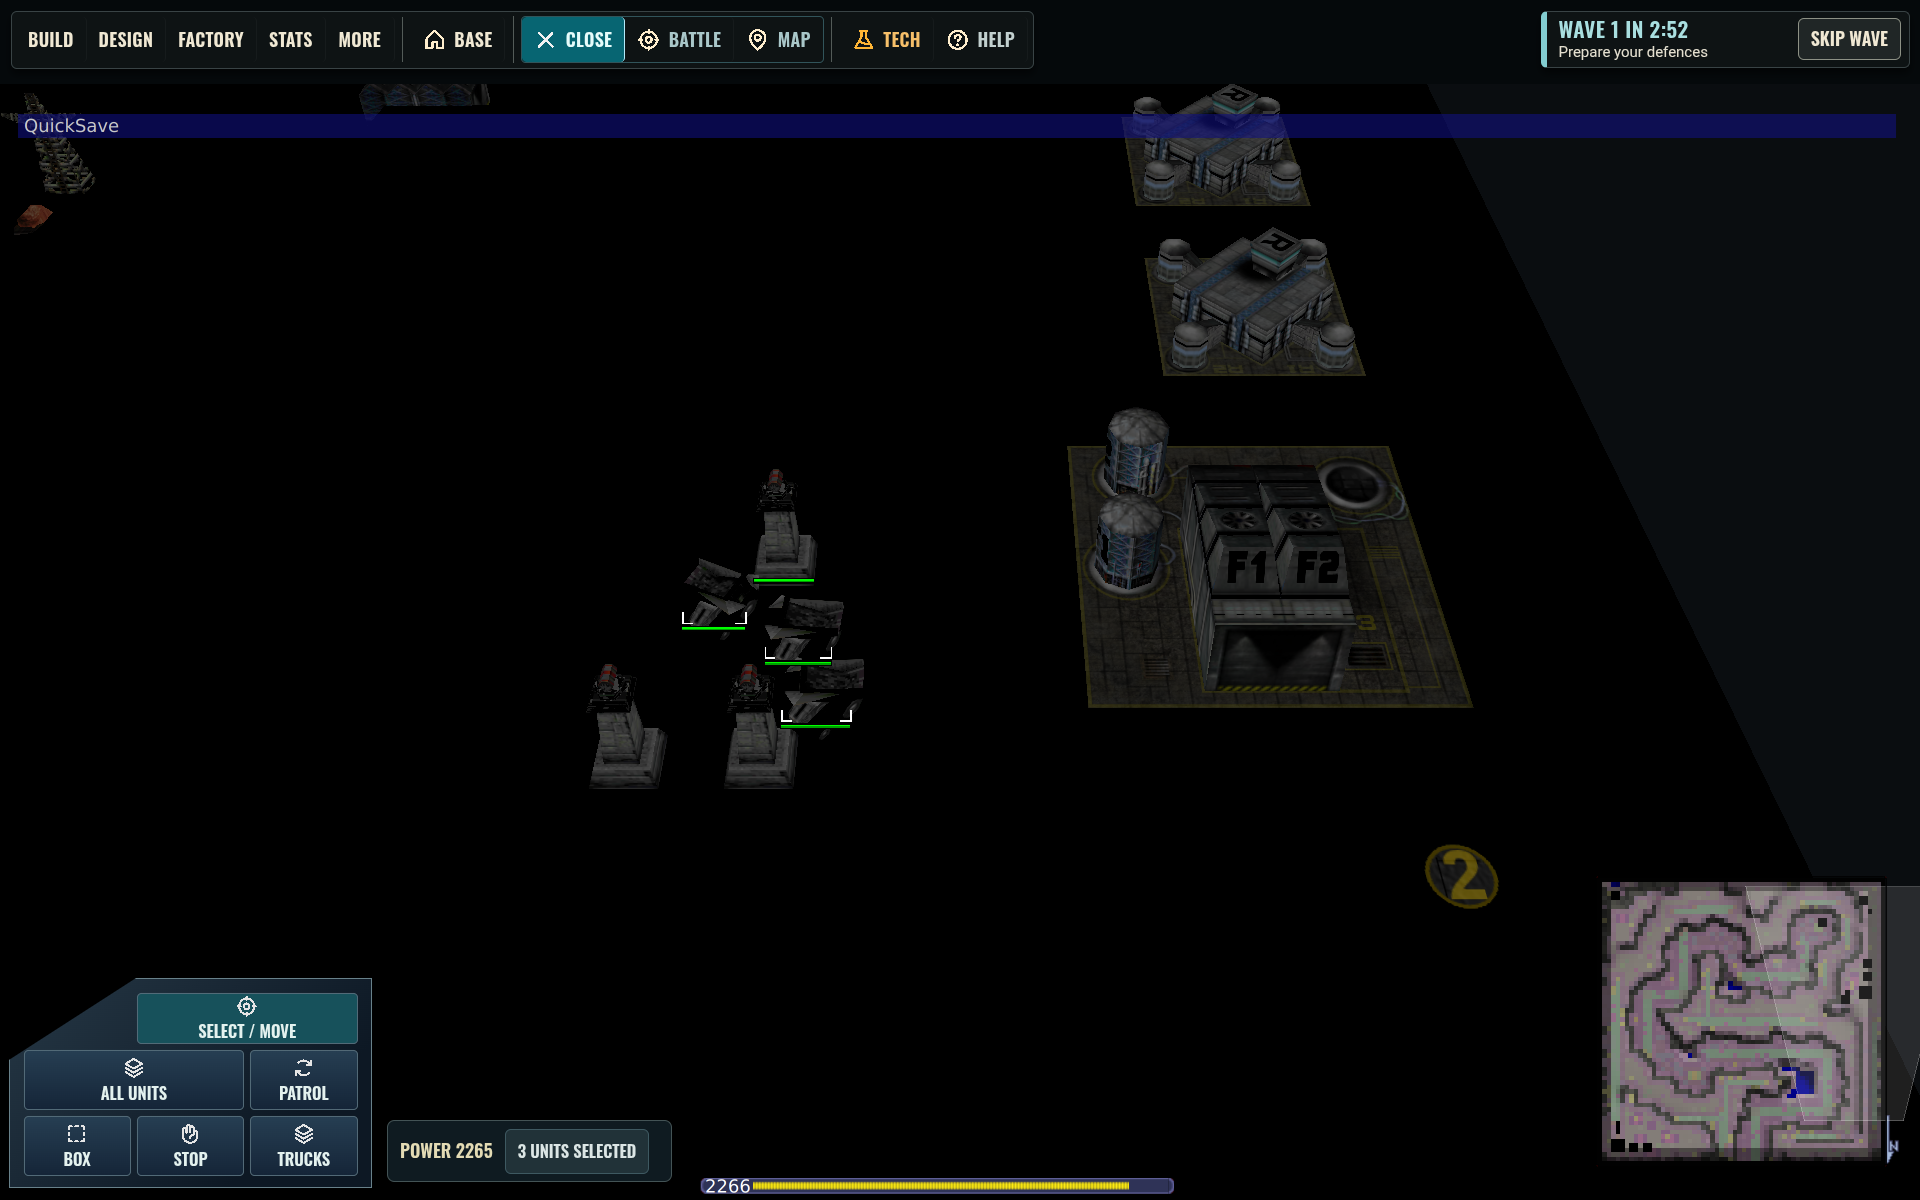 BUILD DESIGN FACTORY STATS MORE BASE CLOSE BATTLE MAP TECH HELP
WAVE 1 IN 2:52
Prepare your defences
SKIP WAVE
QuickSave
R
R
F1 F2
3
2
SELECT / MOVE
ALL UNITS PATROL
BOX STOP TRUCKS
POWER 2265 3 UNITS SELECTED
2266
N